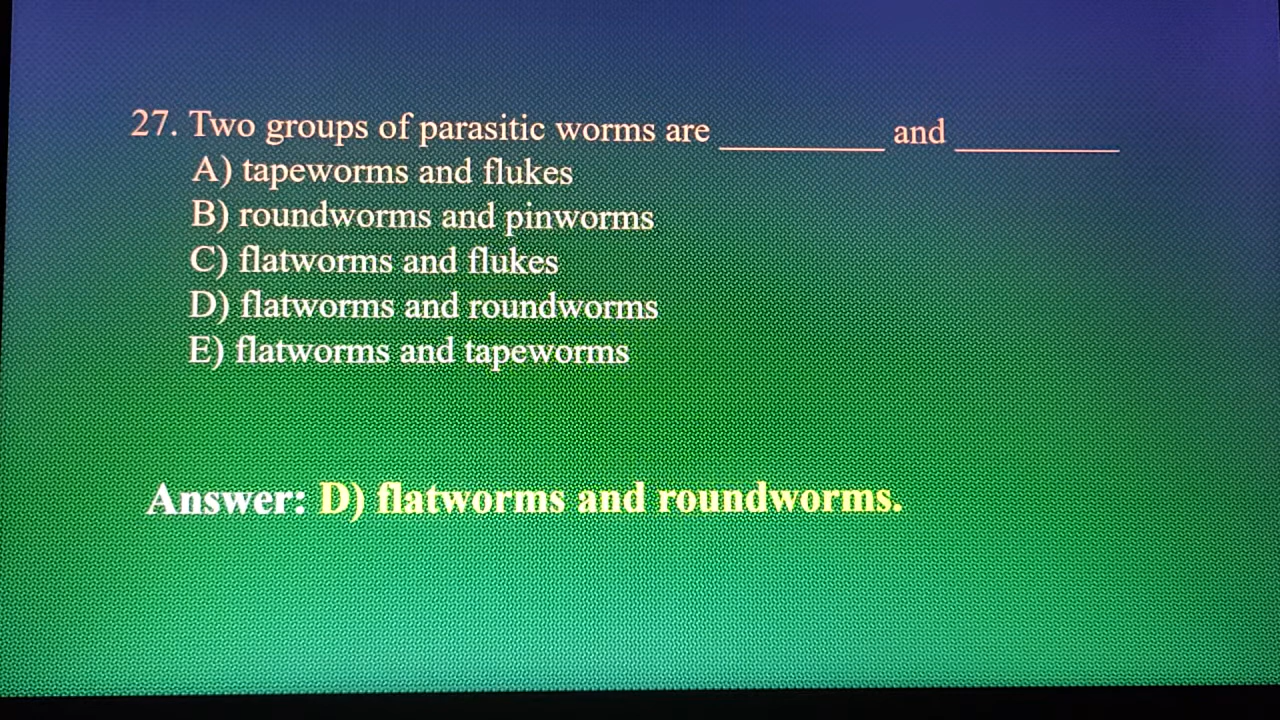 27. Two groups of parasitic worms are __________ and __________
A) tapeworms and flukes
B) roundworms and pinworms
C) flatworms and flukes
D) flatworms and roundworms
E) flatworms and tapeworms
Answer: D) flatworms and roundworms.